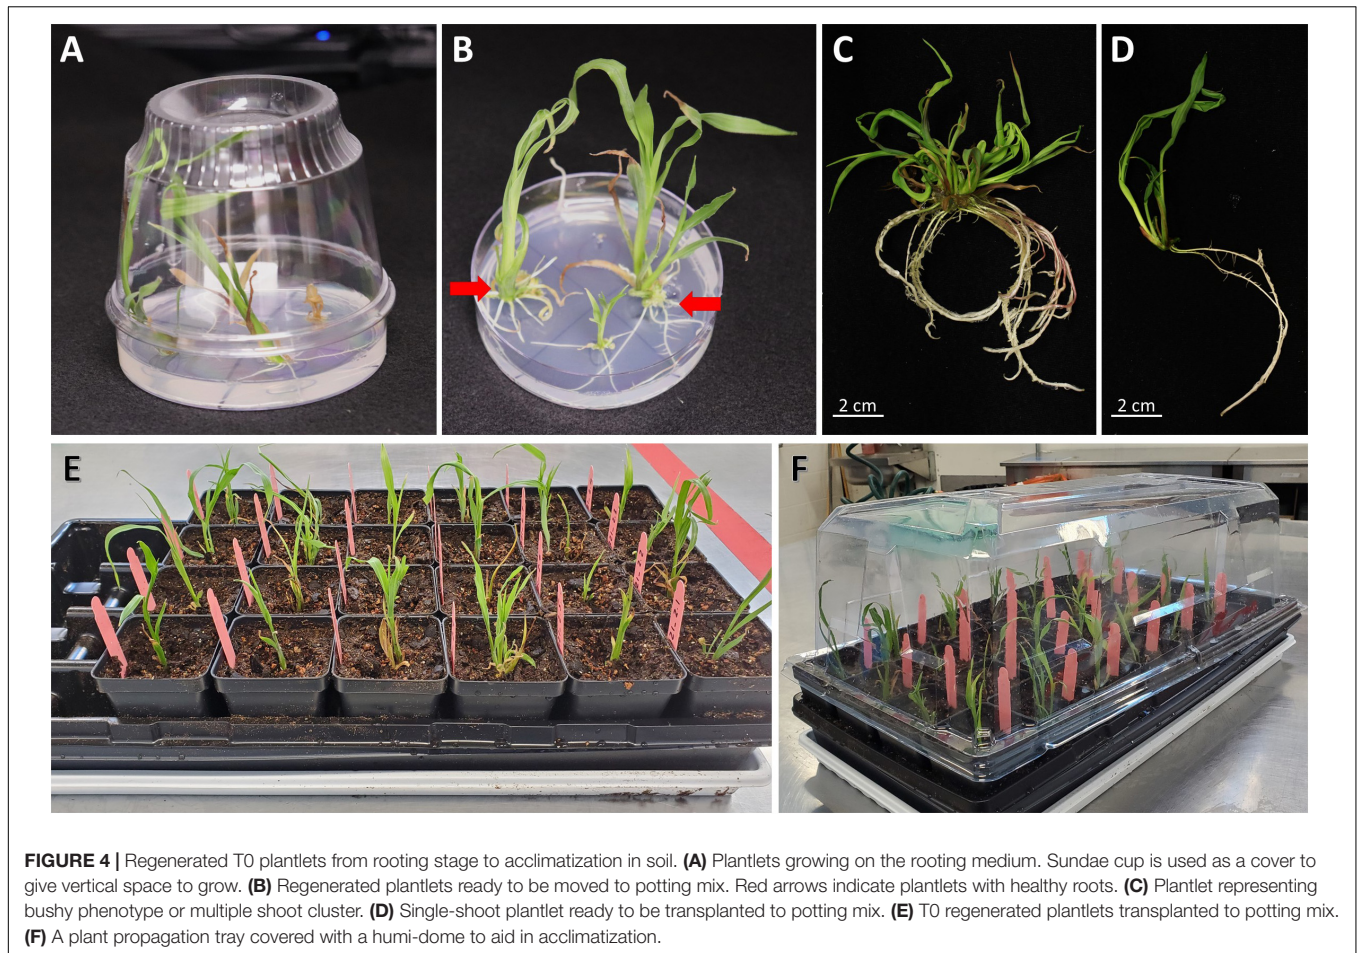 A
B
C
D
2 cm
2 cm
E
F
FIGURE 4 | Regenerated T0 plantlets from rooting stage to acclimatization in soil. (A) Plantlets growing on the rooting medium. Sundae cup is used as a cover to
give vertical space to grow. (B) Regenerated plantlets ready to be moved to potting mix. Red arrows indicate plantlets with healthy roots. (C) Plantlet representing
bushy phenotype or multiple shoot cluster. (D) Single-shoot plantlet ready to be transplanted to potting mix. (E) T0 regenerated plantlets transplanted to potting mix.
(F) A plant propagation tray covered with a humi-dome to aid in acclimatization.